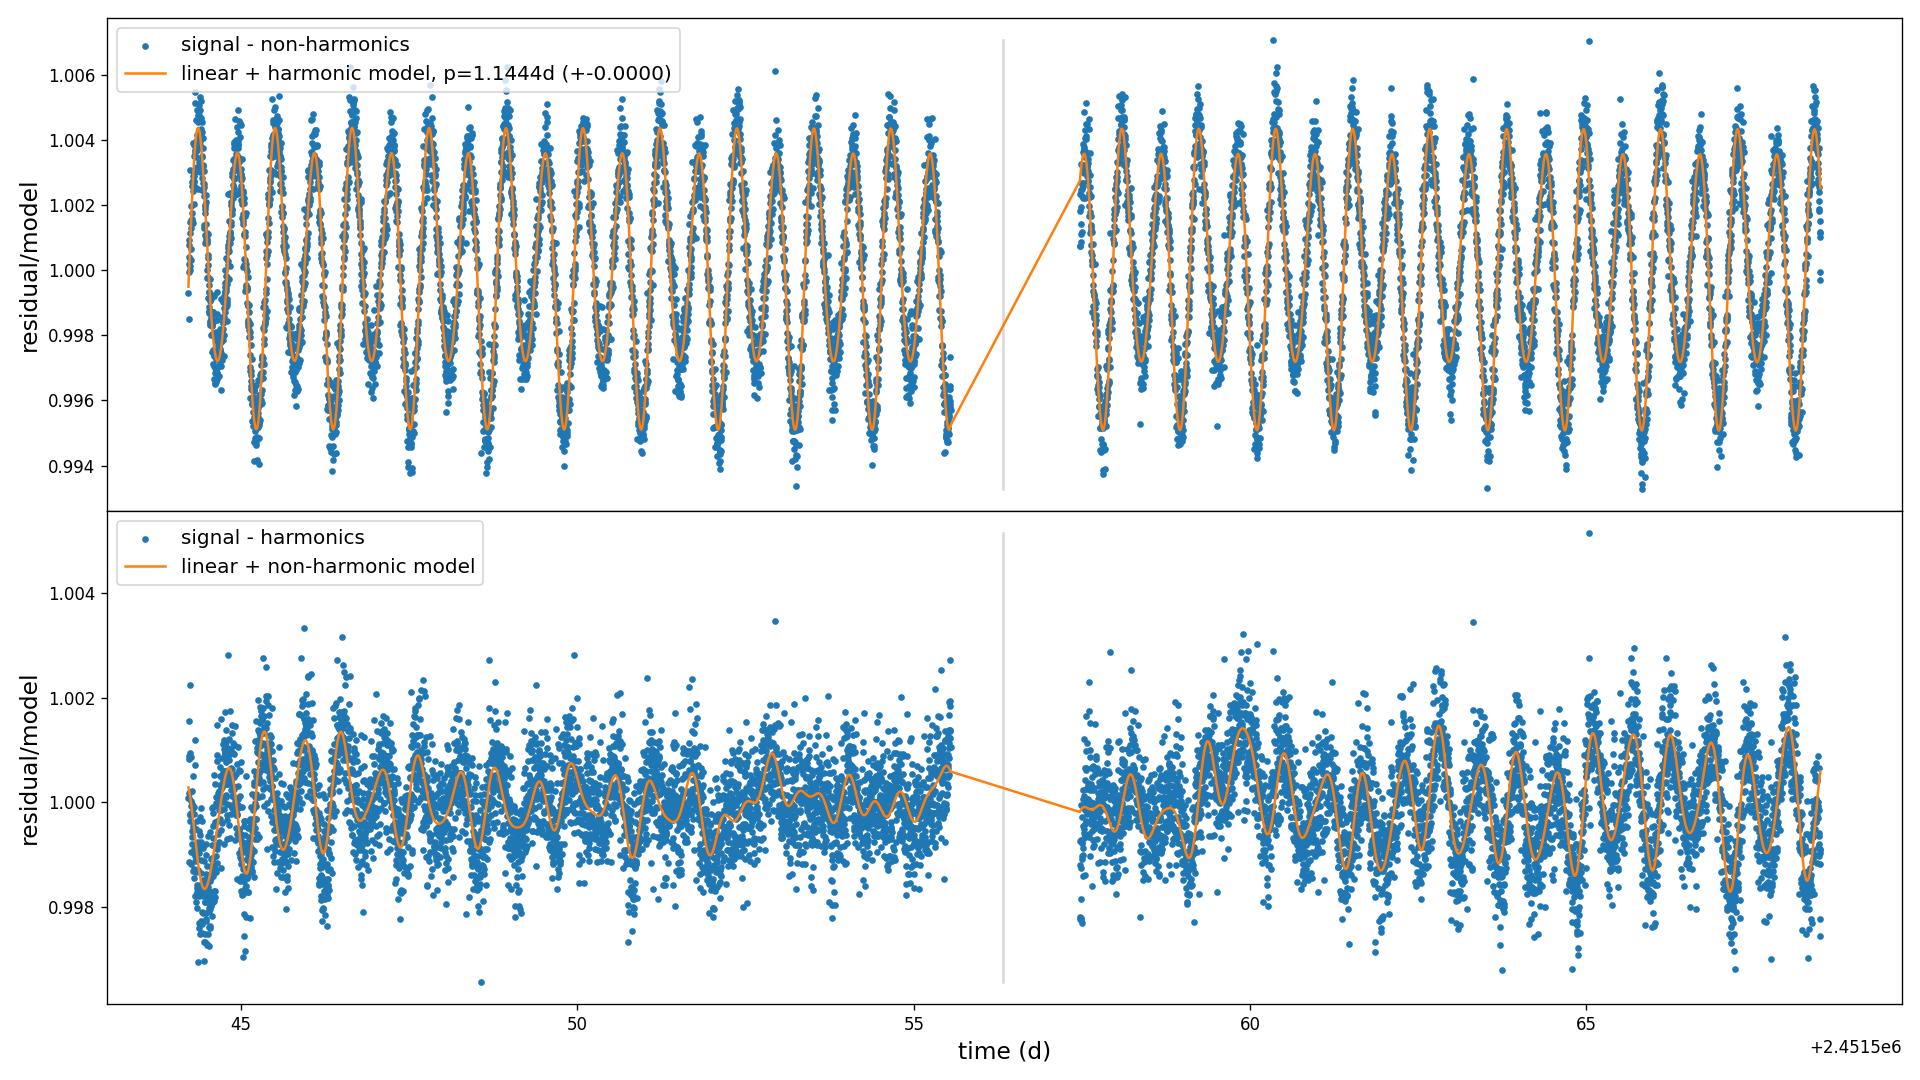 signal - non-harmonics
linear + harmonic model, p=1.1444d (+-0.0000)
1.006
1.004
1.002
1.000
0.998
0.996
0.994
residual/model
signal - harmonics
linear + non-harmonic model
1.004
1.002
1.000
0.998
residual/model
45
50
55
60
65
time (d)
+2.4515e6